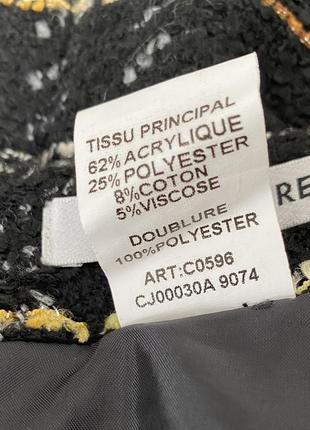 TISSU PRINCIPAL
62% ACRYLIQUE
25% POLYESTER
8%COTON
5%VISCOSE
DOUBLURE
100%POLYESTER
ART:C0596
CJ00030A 9074
RE